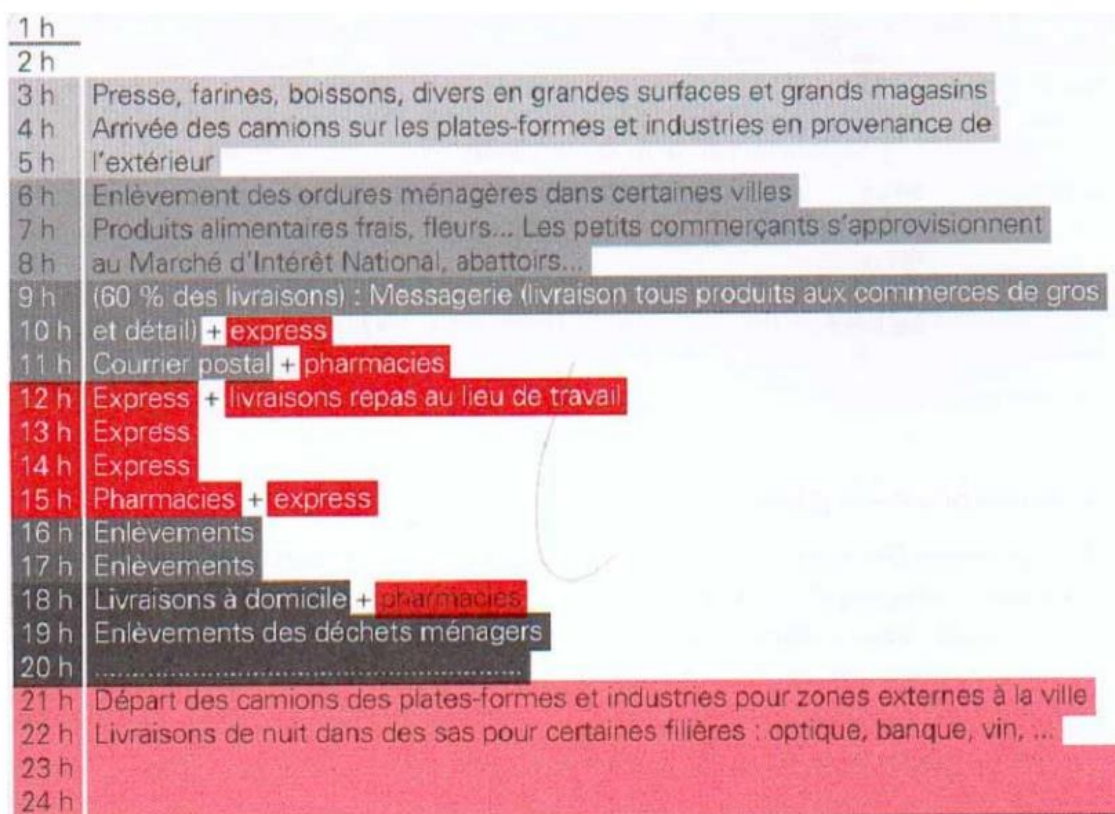 1 h
2 h
3 h Presse, farines, boissons, divers en grandes surfaces et grands magasins
4 h Arrivée des camions sur les plates-formes et industries en provenance de
5 h l'extérieur
6 h Enlèvement des ordures ménagères dans certaines villes
7 h Produits alimentaires frais, fleurs... Les petits commerçants s'approvisionnent
8 h au Marché d'Intérêt National, abattoirs...
9 h (60 % des livraisons) : Messagerie (livraison tous produits aux commerces de gros
10 h et détail) + express
11 h Courrier postal + pharmacies
12 h Express + livraisons repas au lieu de travail
13 h Express
14 h Express
15 h Pharmacies + express
16 h Enlèvements
17 h Enlèvements
18 h Livraisons à domicile + pharmacies
19 h Enlèvements des déchets ménagers
20 h ....................................................
21 h Départ des camions des plates-formes et industries pour zones externes à la ville
22 h Livraisons de nuit dans des sas pour certaines filières : optique, banque, vin, ...
23 h
24 h